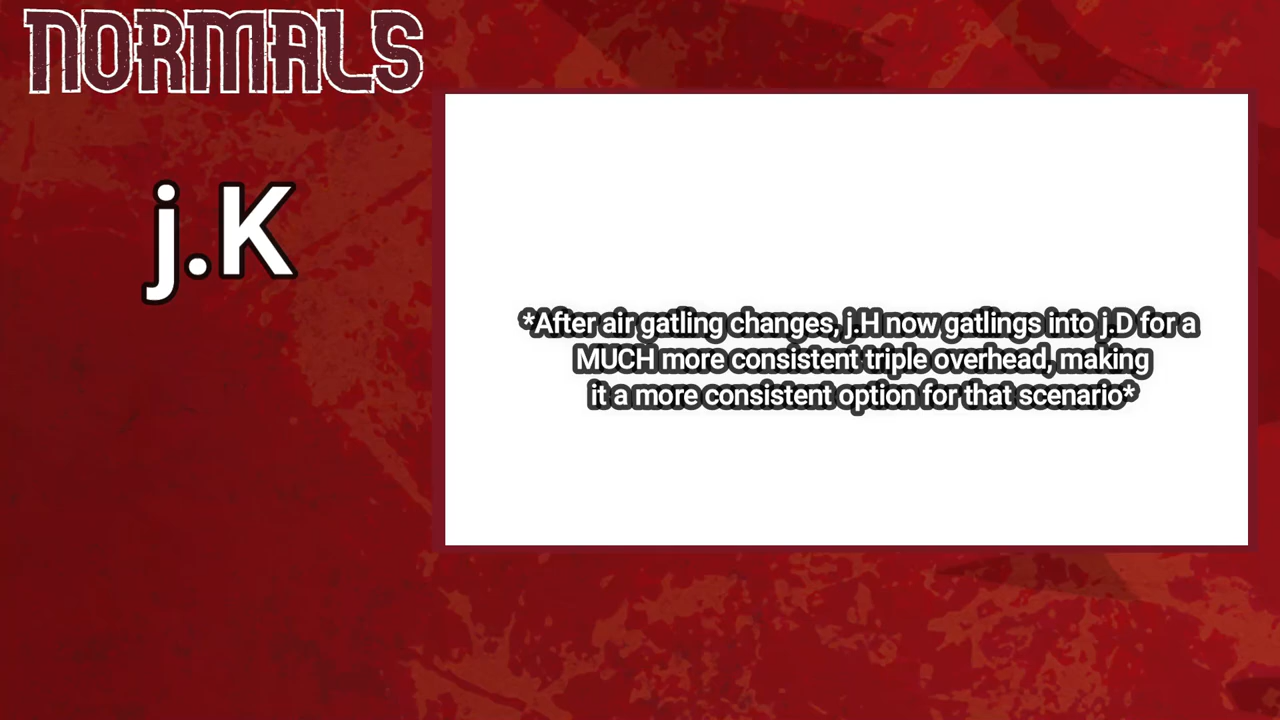 NORMALS
j.K
*After air gatling changes, j.H now gatlings into j.D for a
MUCH more consistent triple overhead, making
it a more consistent option for that scenario*